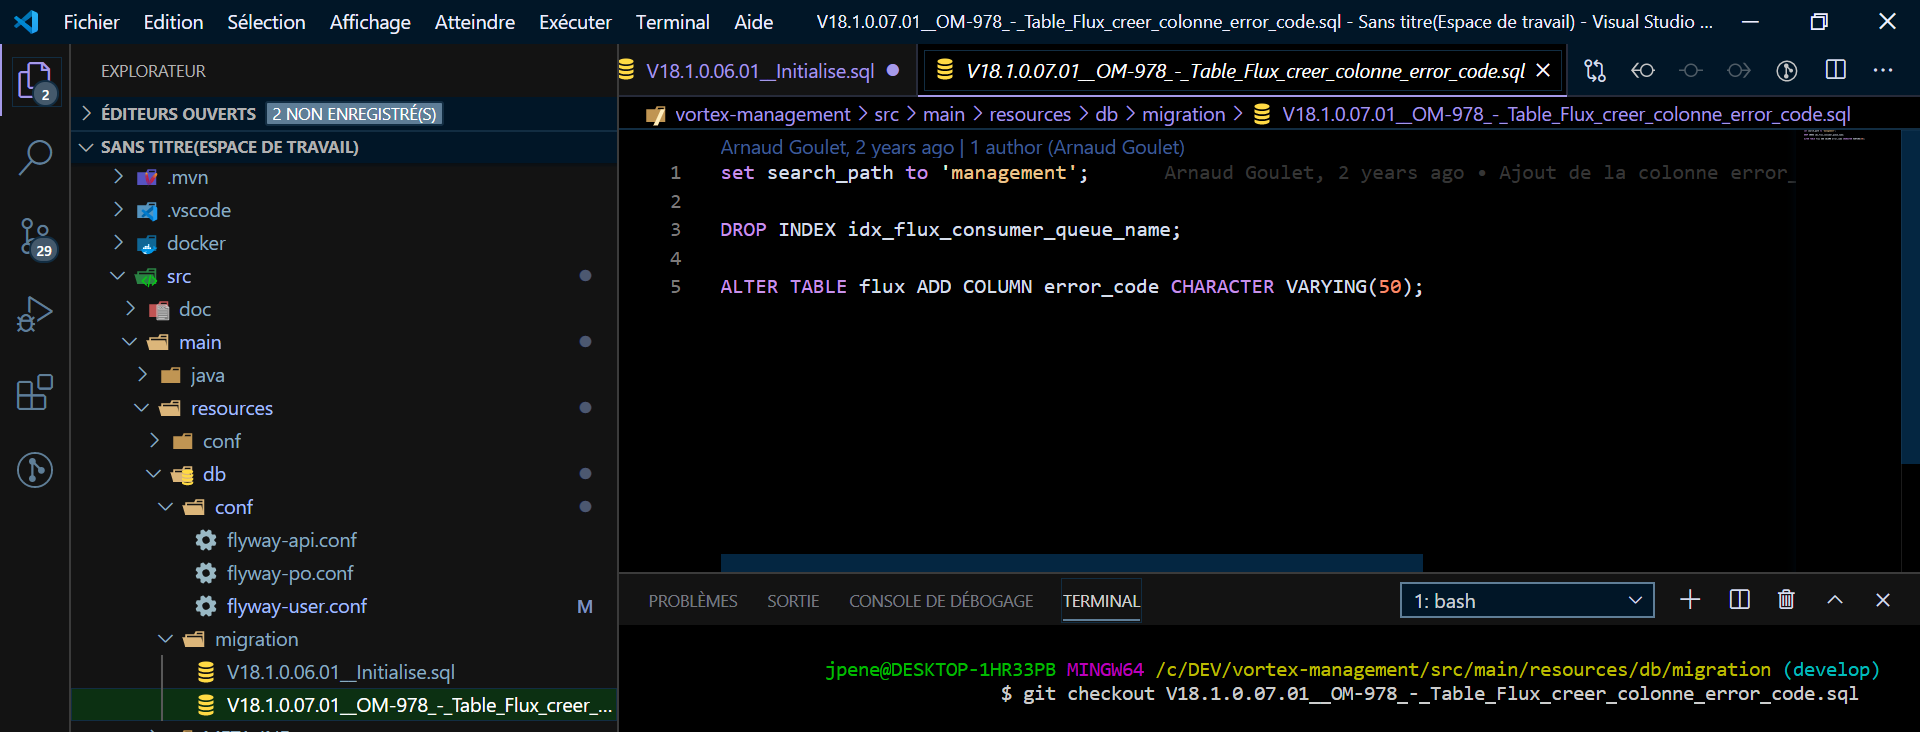 Fichier Edition Sélection Affichage Atteindre Exécuter Terminal Aide V18.1.0.07.01__OM-978_-_Table_Flux_creer_colonne_error_code.sql - Sans titre(Espace de travail) - Visual Studio ...
EXPLORATEUR
2
ÉDITEURS OUVERTS 2 NON ENREGISTRÉ(S)
SANS TITRE(ESPACE DE TRAVAIL)
.mvn
.vscode
29
docker
src
doc
main
java
resources
conf
db
conf
flyway-api.conf
flyway-po.conf
flyway-user.conf M
migration
V18.1.0.06.01__Initialise.sql
V18.1.0.07.01__OM-978_-_Table_Flux_creer_...
V18.1.0.06.01__Initialise.sql V18.1.0.07.01__OM-978_-_Table_Flux_creer_colonne_error_code.sql
vortex-management > src > main > resources > db > migration > V18.1.0.07.01__OM-978_-_Table_Flux_creer_colonne_error_code.sql
Arnaud Goulet, 2 years ago | 1 author (Arnaud Goulet)
1 set search_path to 'management'; Arnaud Goulet, 2 years ago • Ajout de la colonne error_
2
3 DROP INDEX idx_flux_consumer_queue_name;
4
5 ALTER TABLE flux ADD COLUMN error_code CHARACTER VARYING(50);
PROBLÈMES SORTIE CONSOLE DE DÉBOGAGE TERMINAL 1: bash
jpene@DESKTOP-1HR33PB MINGW64 /c/DEV/vortex-management/src/main/resources/db/migration (develop)
$ git checkout V18.1.0.07.01__OM-978_-_Table_Flux_creer_colonne_error_code.sql